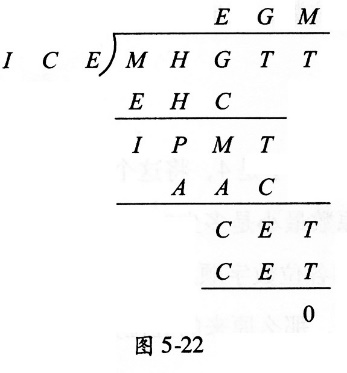 E G M
I C E ) M H G T T
E H C
I P M T
A A C
C E T
C E T
0
图 5-22